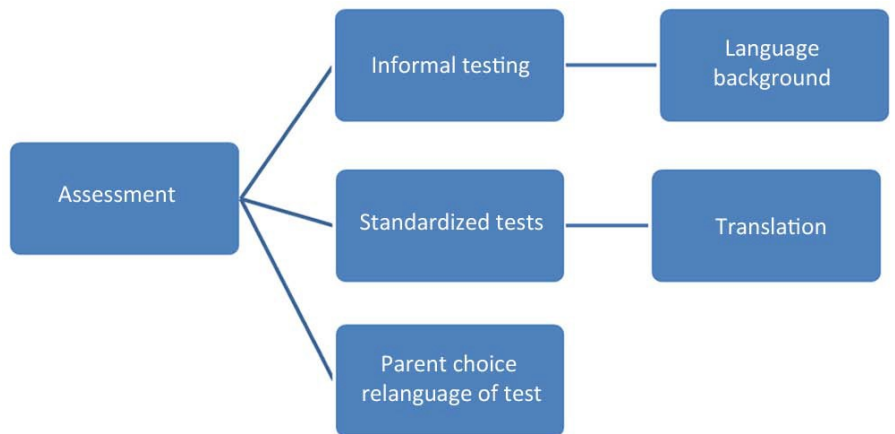 Informal testing
Language
background
Assessment
Standardized tests
Translation
Parent choice
relanguage of test